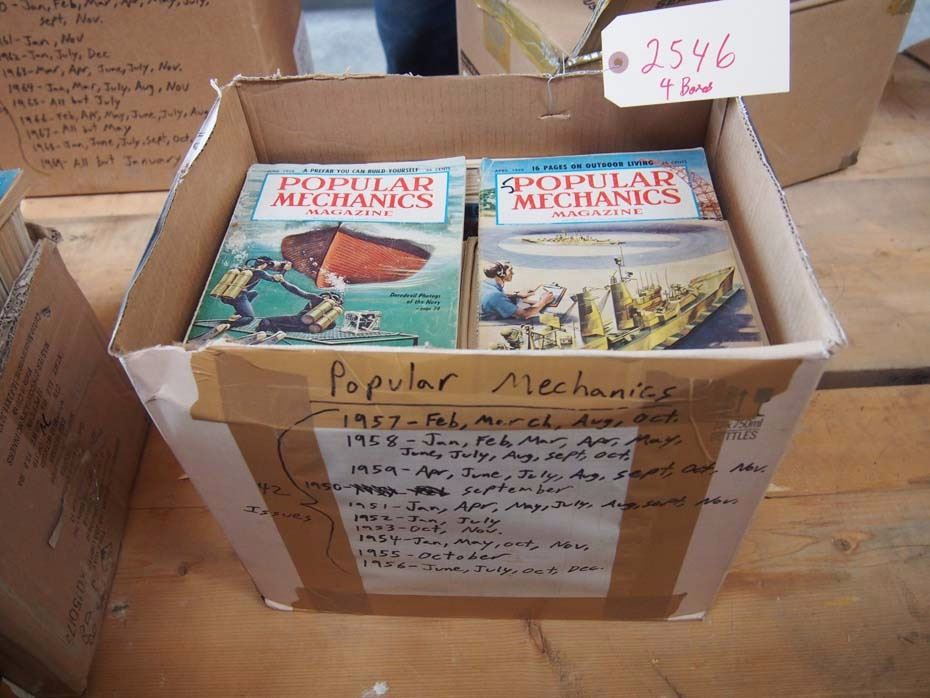 Sept, Nov.
1961-Jan, Nov
1962-Jan, July, Dec
1963-Mar, Apr, June, July, Nov.
1964-Jan, Mar, July, Aug, Nov
1965-All but July
1966-Feb, Apr, May, June, July, Aug
1967-All but May
1968-Jan, June, July, Sept, Oct,
1969-All but January
2546
4 Boxes
A PREFAB YOU CAN BUILD YOURSELF
POPULAR
MECHANICS
MAGAZINE
Daredevil Photogs
of the Navy
16 PAGES ON OUTDOOR LIVING
POPULAR
MECHANICS
MAGAZINE
Popular Mechanics
1957-Feb, March, Aug, Oct.
1958-Jan, Feb, Mar, Apr, May,
June, July, Aug, Sept, Oct,
1959-Apr, June, July, Aug, Sept, Oct, Nov.
1950- September
1951-Jan, Apr, May, July, Aug, Sept, Nov.
1952-Jan, July
1953-Oct, Nov.
1954-Jan, May, Oct, Nov,
1955-October
1956-June, July, Oct, Dec.
42
Issues
750ml
BOTTLES